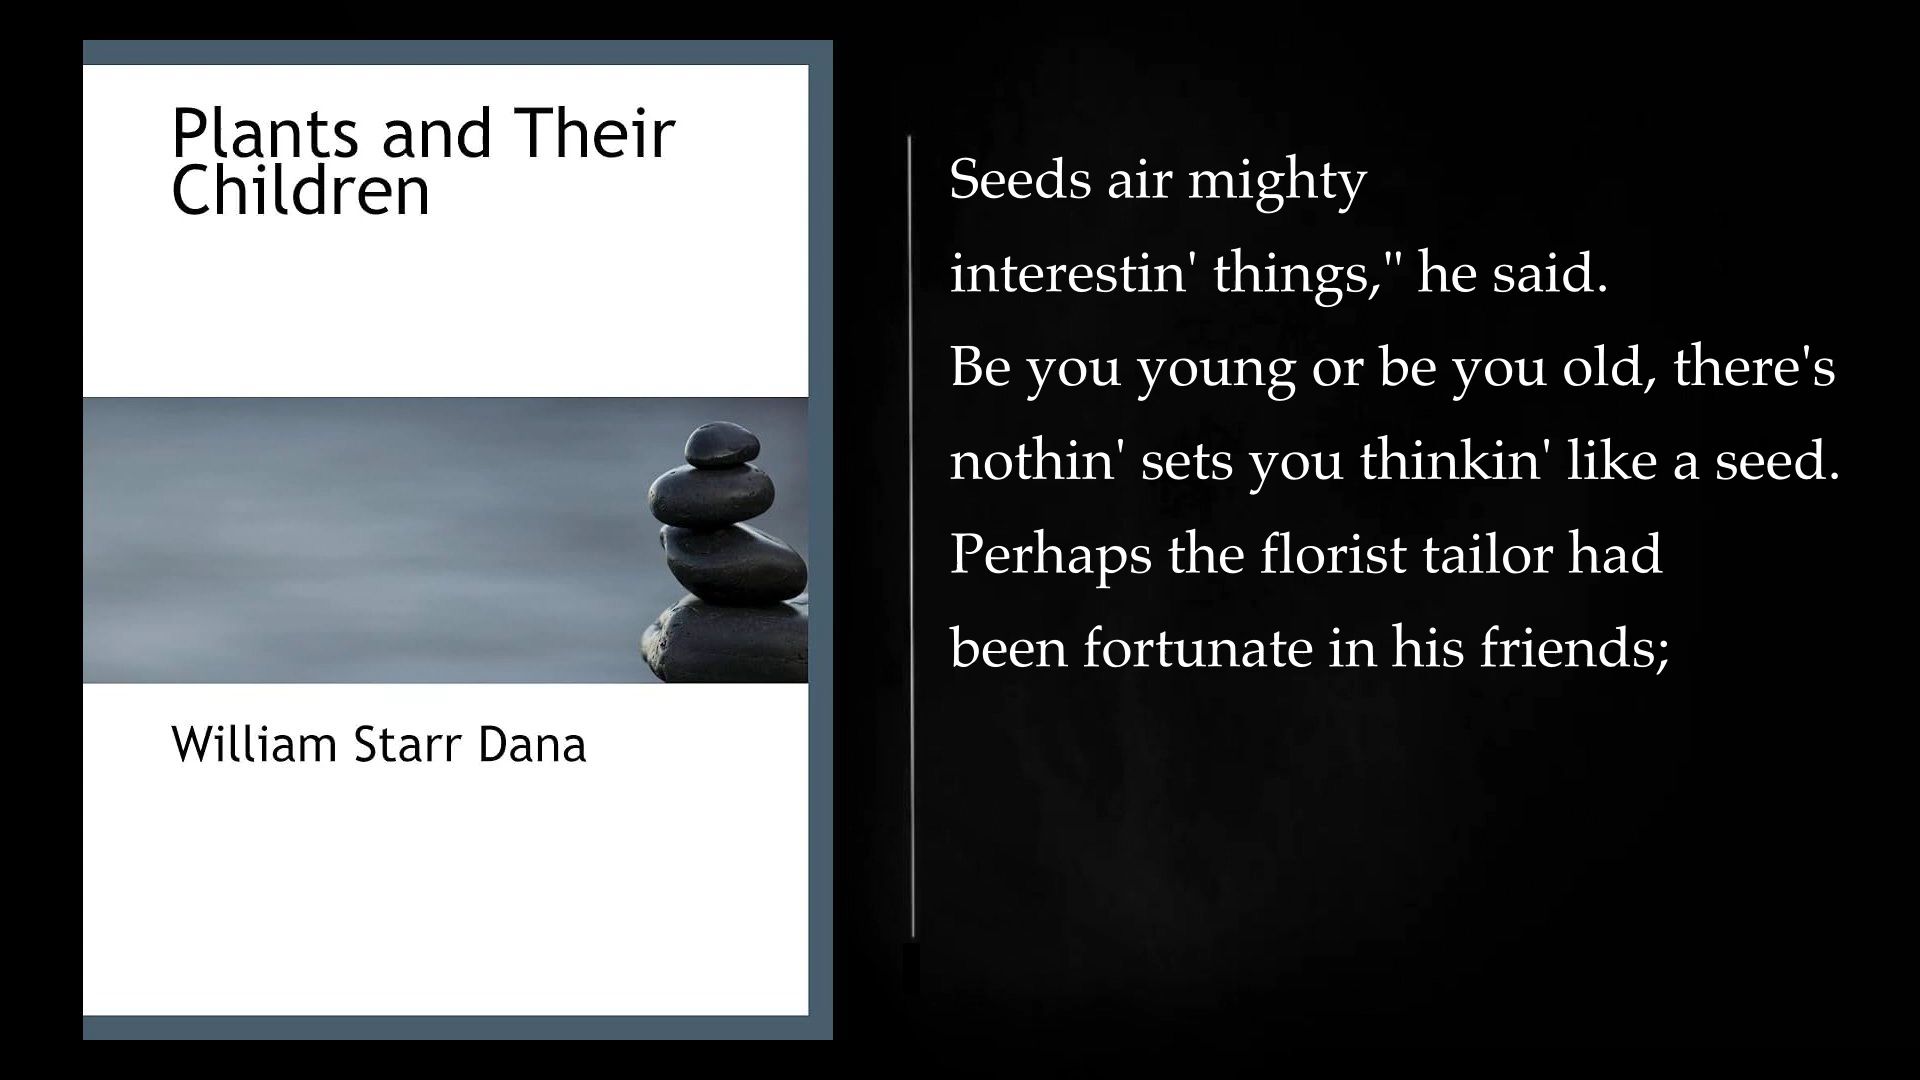 Plants and Their
Children
William Starr Dana
Seeds air mighty
interestin' things," he said.
Be you young or be you old, there's
nothin' sets you thinkin' like a seed.
Perhaps the florist tailor had
been fortunate in his friends;